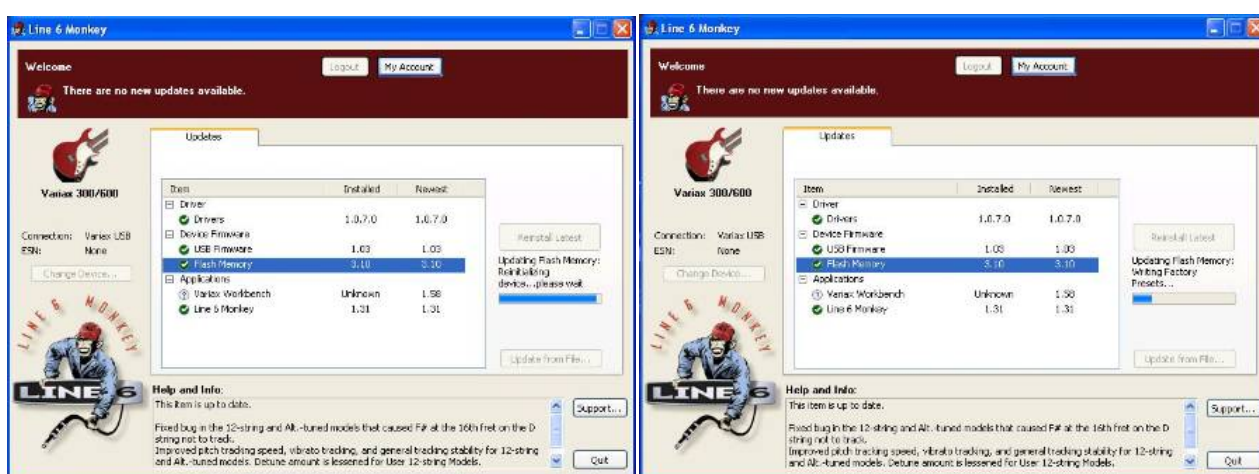 Line 6 Monkey
Welcome
Logout
My Account
There are no new updates available.
Updates
Variax 300/600
Connection: Variax USB
ESN: None
Change Device...
Item Installed Newest
Driver
Drivers 1.0.7.0 1.0.7.0
Device Firmware
USB Firmware 1.03 1.03
Flash Memory 3.10 3.10
Applications
Variax Workbench Unknown 1.58
Line 6 Monkey 1.31 1.31
Reinstall Latest
Updating Flash Memory:
Reinitializing
device...please wait
Update from File...
LINE 6 MONKEY
LINE 6
Help and Info:
This item is up to date.
Fixed bug in the 12-string and Alt.-tuned models that caused F# at the 16th fret on the D
string not to track.
Improved pitch tracking speed, vibrato tracking, and general tracking stability for 12-string
and Alt.-tuned models. Detune amount is lessened for User 12-string Models.
Support...
Quit
Line 6 Monkey
Welcome
Logout
My Account
There are no new updates available.
Updates
Variax 300/600
Connection: Variax USB
ESN: None
Change Device...
Item Installed Newest
Driver
Drivers 1.0.7.0 1.0.7.0
Device Firmware
USB Firmware 1.03 1.03
Flash Memory 3.10 3.10
Applications
Variax Workbench Unknown 1.58
Line 6 Monkey 1.31 1.31
Reinstall Latest
Updating Flash Memory:
Writing Factory
Presets...
Update from File...
LINE 6 MONKEY
LINE 6
Help and Info:
This item is up to date.
Fixed bug in the 12-string and Alt.-tuned models that caused F# at the 16th fret on the D
string not to track.
Improved pitch tracking speed, vibrato tracking, and general tracking stability for 12-string
and Alt.-tuned models. Detune amount is lessened for User 12-string Models.
Support...
Quit